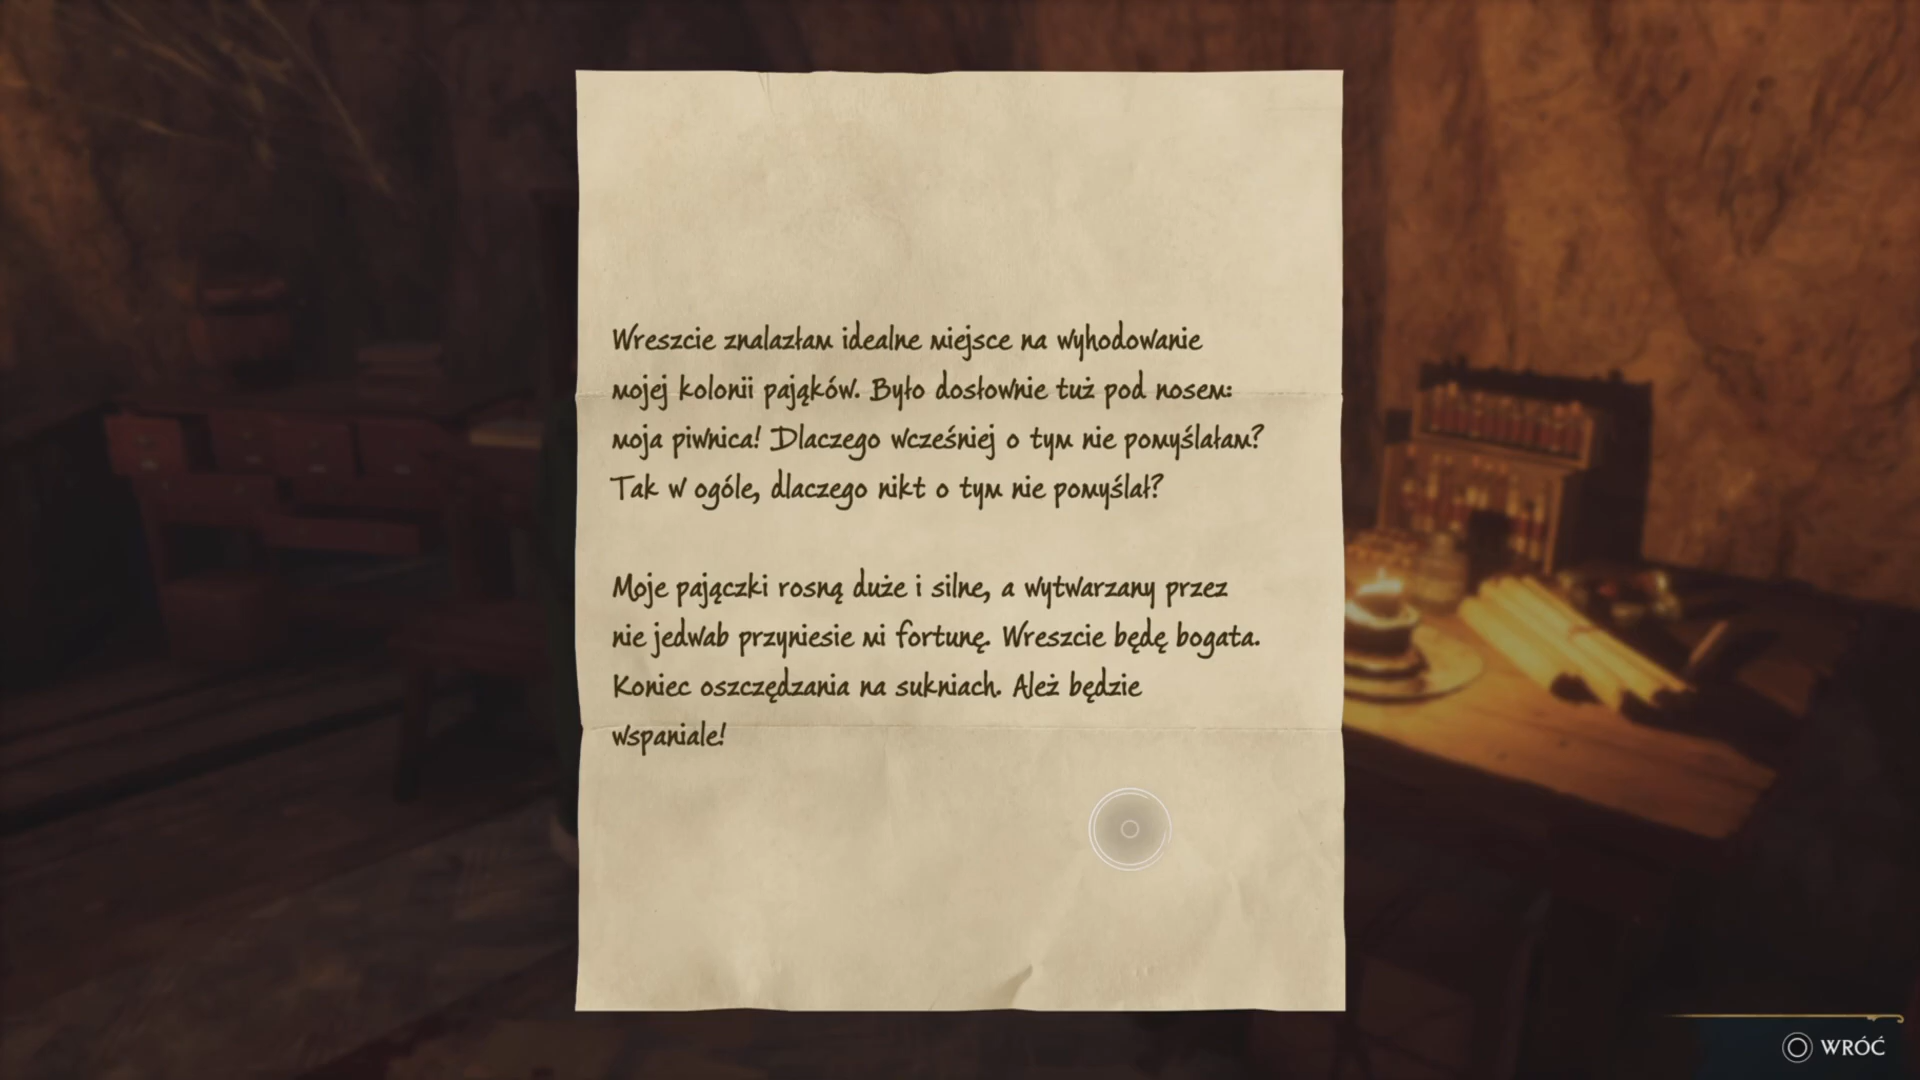 Wreszcie znalazłam idealne miejsce na wyhodowanie
mojej kolonii pająków. Było dosłownie tuż pod nosem:
moja piwnica! Dlaczego wcześniej o tym nie pomyślałam?
Tak w ogóle, dlaczego nikt o tym nie pomyślał?
Moje pajączki rosną duże i silne, a wytwarzany przez
nie jedwab przyniesie mi fortunę. Wreszcie będę bogata.
Koniec oszczędzania na sukniach. Ależ będzie
wspaniale!
WRÓĆ